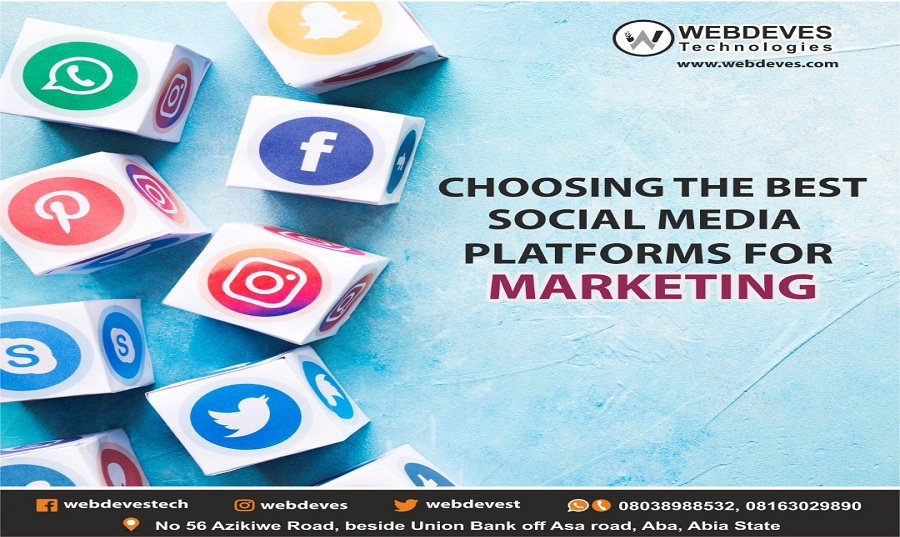 WEBDEVES
Technologies
www.webdeves.com
CHOOSING THE BEST
SOCIAL MEDIA
PLATFORMS FOR
MARKETING
webdevestech webdeves webdevest 08038988532, 08163029890
No 56 Azikiwe Road, beside Union Bank off Asa road, Aba, Abia State